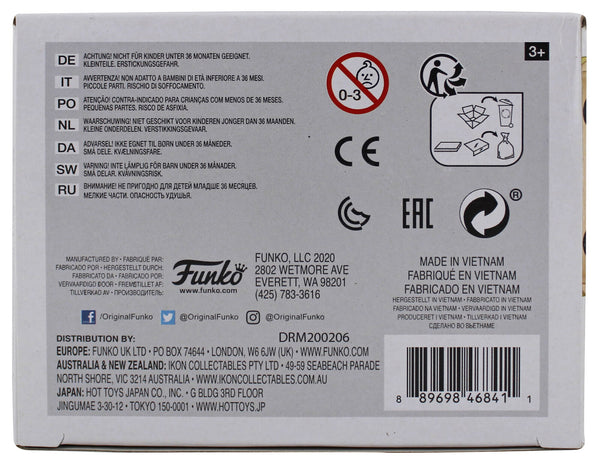 3+
DE ACHTUNG! NICHT FÜR KINDER UNTER 36 MONATEN GEEIGNET.
KLEINTEILE. ERSTICKUNGSGEFAHR.
IT AVVERTENZA! NON ADATTO A BAMBINI DI ETÀ INFERIORE A 36 MESI.
PICCOLE PARTI. RISCHIO DI SOFFOCAMENTO.
PO ATENÇÃO! CONTRA-INDICADO PARA CRIANÇAS COM MENOS DE 36 MESES.
PEQUENAS PARTES. RISCO DE ASFIXIA.
NL WAARSCHUWING! NIET GESCHIKT VOOR KINDEREN JONGER DAN 36 MAANDEN.
KLEINE ONDERDELEN. VERSTIKKINGSGEVAAR.
DA ADVARSEL! IKKE EGNET TIL BØRN UNDER 36 MÅNEDER.
SMÅ DELE. KVÆLNINGSFARE.
SW VARNING! INTE LÄMPLIG FÖR BARN UNDER 36 MÅNADER.
SMÅ DELAR. KVÄVNINGSRISK.
RU ВНИМАНИЕ! НЕ ПРИГОДНО ДЛЯ ДЕТЕЙ МЛАДШЕ 36 МЕСЯЦЕВ.
МЕЛКИЕ ЧАСТИ. ОПАСНОСТЬ УДУШЬЯ.
0-3
CE
EAC
®
MANUFACTURED BY • FABRIQUÉ PAR:
FABRICADO POR • HERGESTELLT DURCH:
FABBRICATO DA • FABRICADO POR:
VERVAARDIGD DOOR • FREMSTILLET AF:
TILLVERKAD AV • ПРОИЗВОДИТЕЛЬ:
Funko
www.funko.com
FUNKO, LLC 2020
2802 WETMORE AVE
EVERETT, WA 98201
(425) 783-3616
MADE IN VIETNAM
FABRIQUÉ EN VIETNAM
FABRICADO EN VIETNAM
HERGESTELLT IN VIETNAM / FABBRICATO IN VIETNAM
FABRICADO NO VIETNAM / VERVAARDIGD IN VIETNAM
PRODUCERET I VIETNAM / TILLVERKAD I VIETNAM
СДЕЛАНО ВО ВЬЕТНАМЕ
/OriginalFunko @OriginalFunko @OriginalFunko
DISTRIBUTION BY: DRM200206
EUROPE: FUNKO UK LTD • PO BOX 74644 • LONDON, W6 6JW (UK) • WWW.FUNKO.COM
AUSTRALIA & NEW ZEALAND: IKON COLLECTABLES PTY LTD • 49-59 SEABEACH PARADE
NORTH SHORE, VIC 3214 AUSTRALIA • WWW.IKONCOLLECTABLES.COM.AU
JAPAN: HOT TOYS JAPAN CO., INC. • G BLDG 3RD FLOOR
JINGUMAE 3-30-12 • TOKYO 150-0001 • WWW.HOTTOYS.JP
8 89698 46841 1